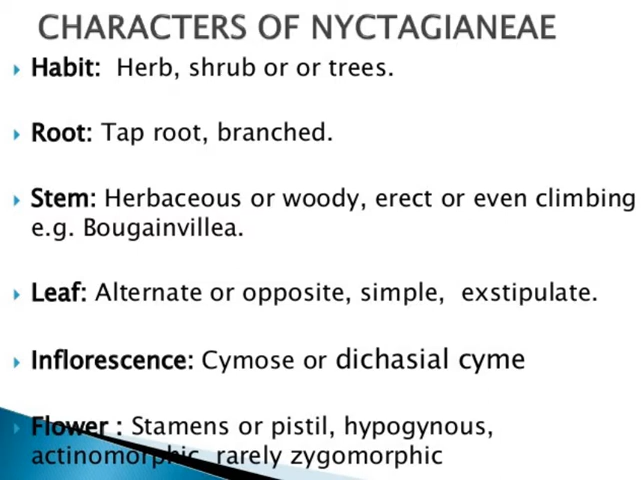 CHARACTERS OF NYCTAGIANEAE
Habit: Herb, shrub or or trees.
Root: Tap root, branched.
Stem: Herbaceous or woody, erect or even climbing
e.g. Bougainvillea.
Leaf: Alternate or opposite, simple, exstipulate.
Inflorescence: Cymose or dichasial cyme
Flower : Stamens or pistil, hypogynous,
actinomorphic rarely zygomorphic